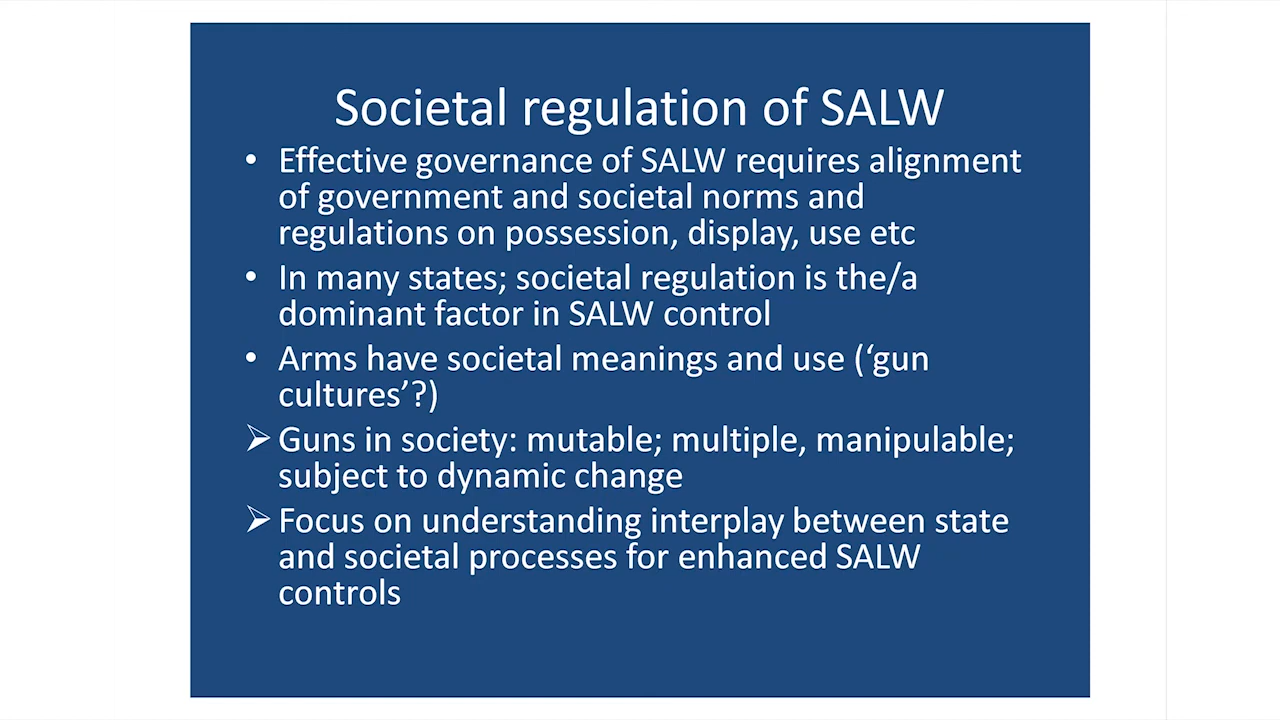 Societal regulation of SALW
• Effective governance of SALW requires alignment
of government and societal norms and
regulations on possession, display, use etc
• In many states; societal regulation is the/a
dominant factor in SALW control
• Arms have societal meanings and use (‘gun
cultures’?)
➢ Guns in society: mutable; multiple, manipulable;
subject to dynamic change
➢ Focus on understanding interplay between state
and societal processes for enhanced SALW
controls